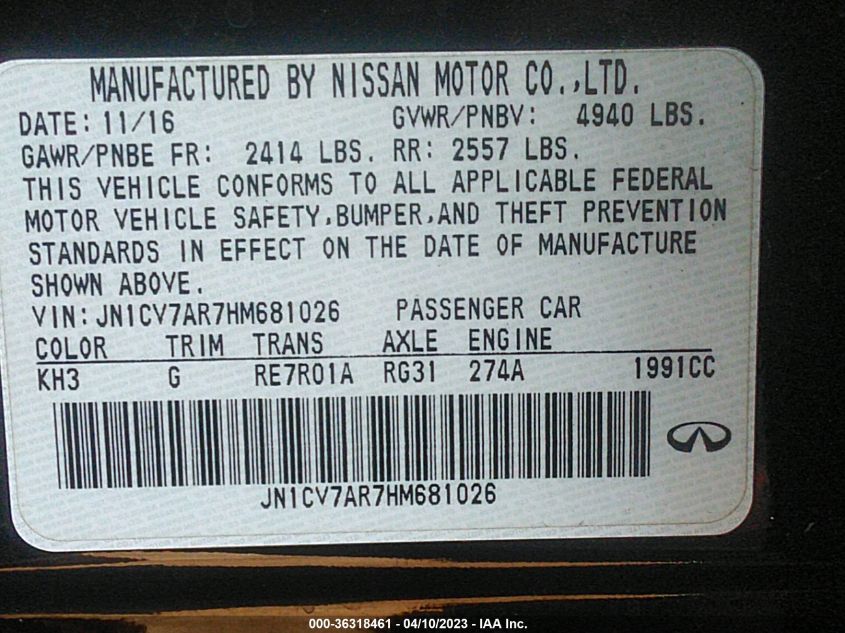 MANUFACTURED BY NISSAN MOTOR CO.,LTD.
DATE: 11/16 GVWR/PNBV: 4940 LBS.
GAWR/PNBE FR: 2414 LBS. RR: 2557 LBS.
THIS VEHICLE CONFORMS TO ALL APPLICABLE FEDERAL
MOTOR VEHICLE SAFETY,BUMPER,AND THEFT PREVENTION
STANDARDS IN EFFECT ON THE DATE OF MANUFACTURE
SHOWN ABOVE.
VIN: JN1CV7AR7HM681026 PASSENGER CAR
COLOR TRIM TRANS AXLE ENGINE
KH3 G RE7R01A RG31 274A 1991CC
JN1CV7AR7HM681026
000-36318461 - 04/10/2023 - IAA Inc.